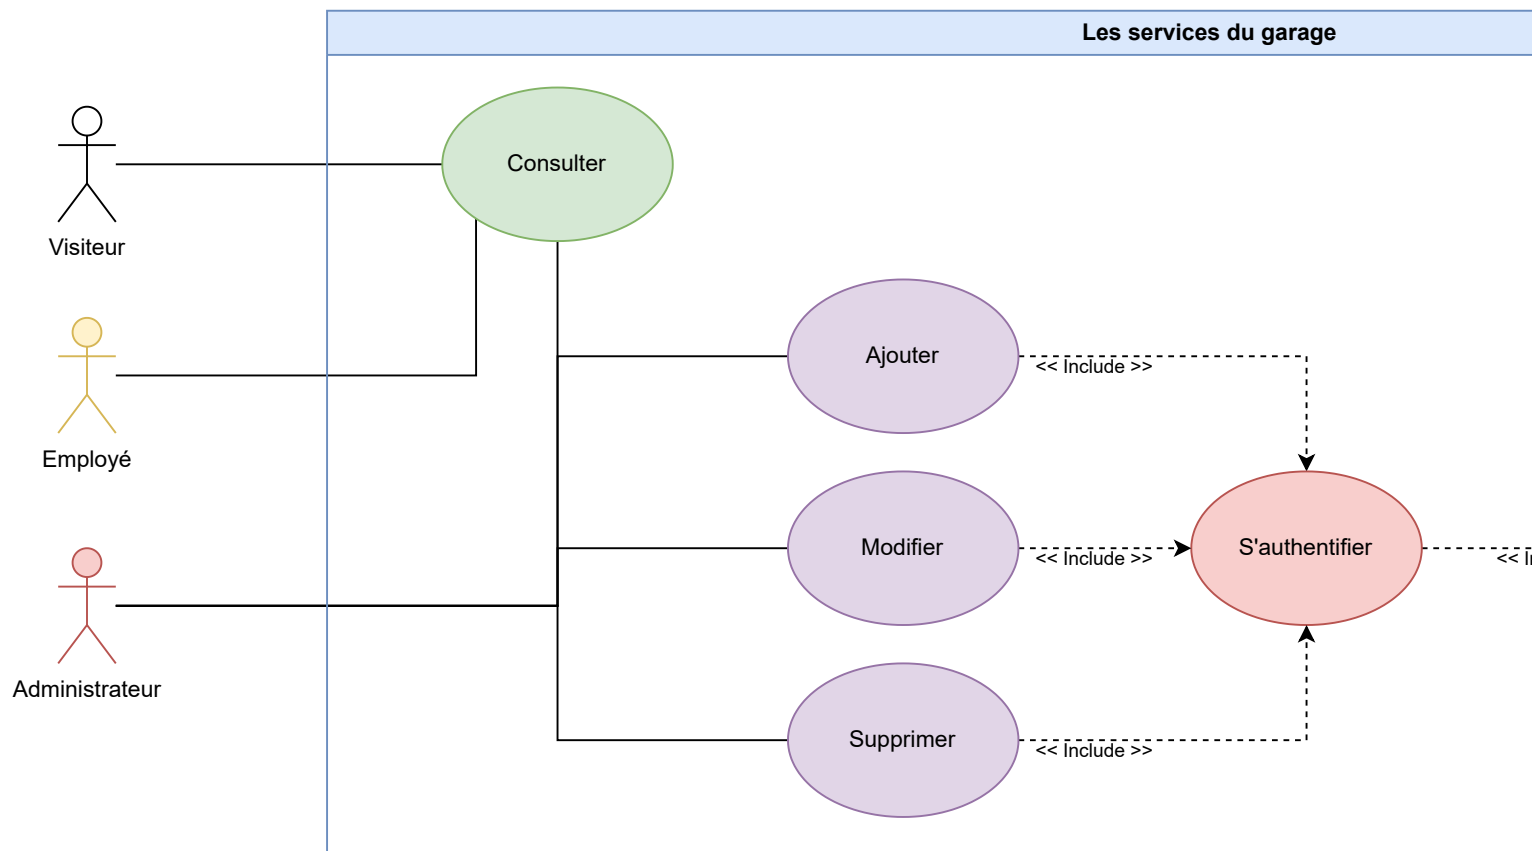 Les services du garage
Consulter
Visiteur
Ajouter
<< Include >>
Employé
Modifier
<< Include >>
S'authentifier
<< I
Administrateur
Supprimer
<< Include >>